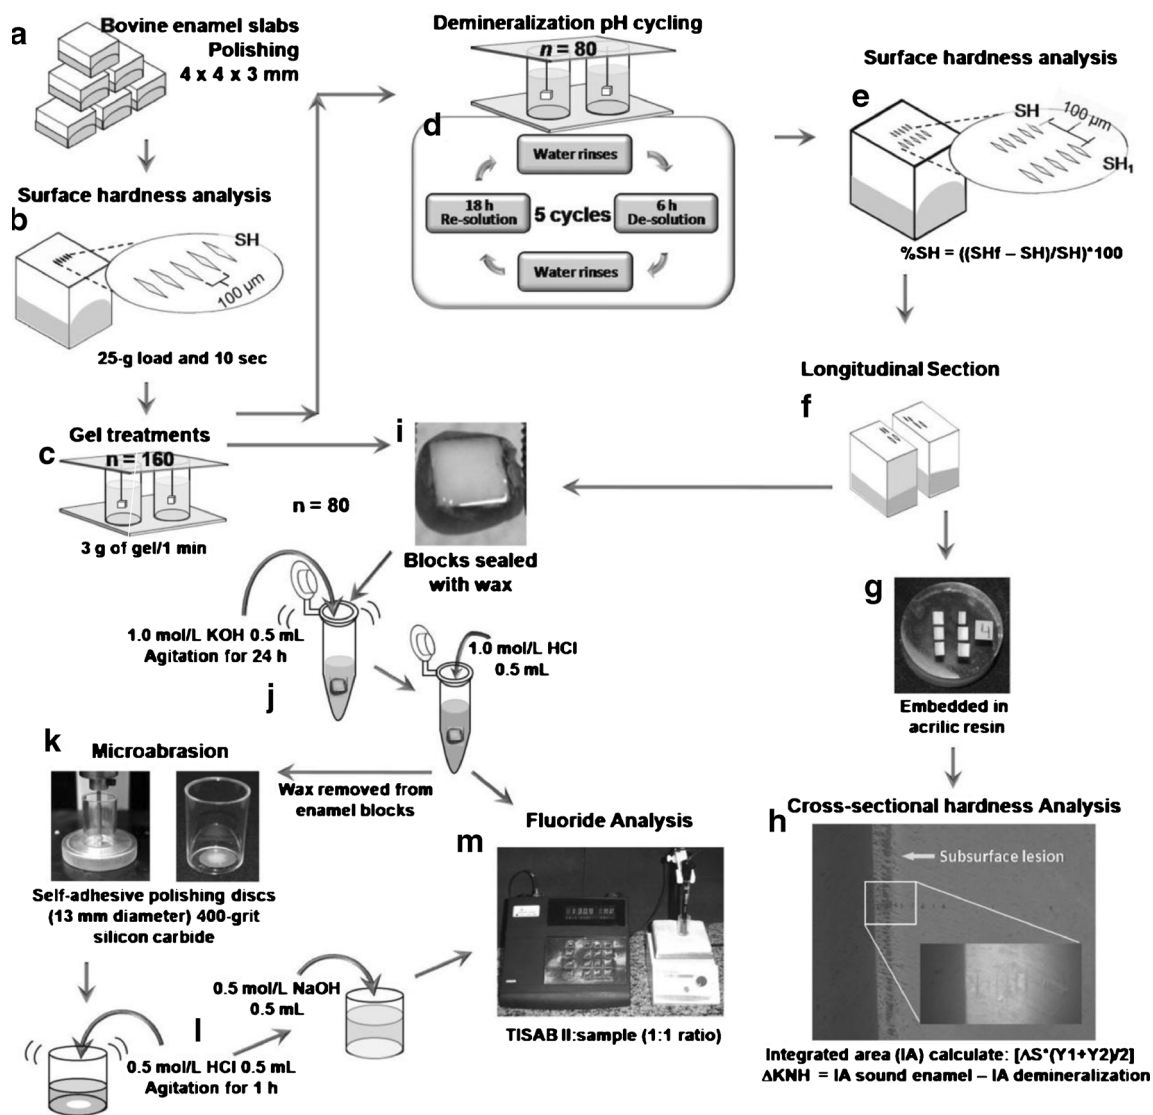 a
Bovine enamel slabs
Polishing
4 x 4 x 3 mm
Surface hardness analysis
b
SH
100 µm
25-g load and 10 sec
Gel treatments
c
n = 160
3 g of gel/1 min
n = 80
Demineralization pH cycling
n = 80
d
Water rinses
18 h
Re-solution
5 cycles
6 h
De-solution
Water rinses
Surface hardness analysis
e
SH
100 µm
SH1
%SH = ((SHf – SH)/SH)*100
Longitudinal Section
f
g
Embedded in
acrilic resin
Cross-sectional hardness Analysis
h
Subsurface lesion
Integrated area (IA) calculate: [ΛS*(Y1+Y2)/2]
ΔKNH = IA sound enamel – IA demineralization
i
Blocks sealed
with wax
1.0 mol/L KOH 0.5 mL
Agitation for 24 h
j
1.0 mol/L HCl
0.5 mL
k
Microabrasion
Wax removed from
enamel blocks
Self-adhesive polishing discs
(13 mm diameter) 400-grit
silicon carbide
l
0.5 mol/L HCl 0.5 mL
Agitation for 1 h
0.5 mol/L NaOH
0.5 mL
Fluoride Analysis
m
TISAB II:sample (1:1 ratio)